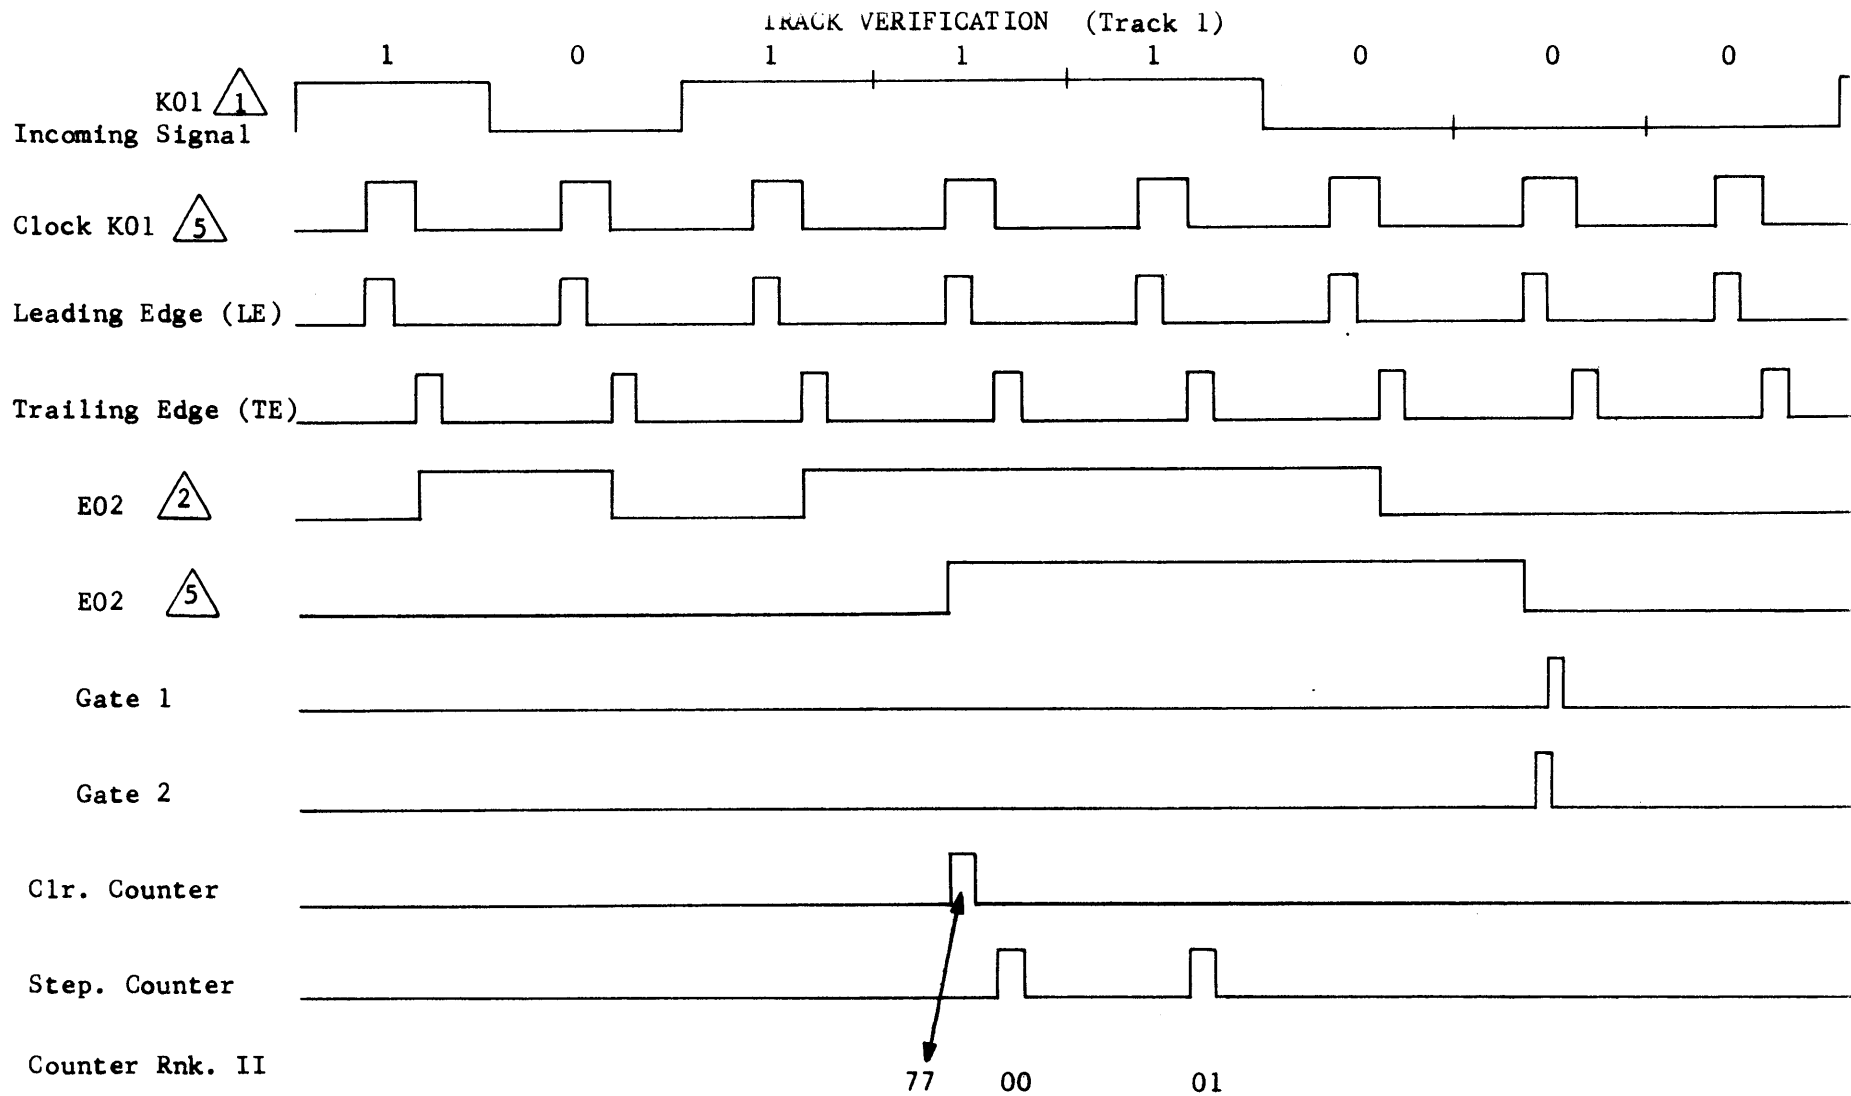 TRACK VERIFICATION (Track 1)
1 0 1 1 1 0 0 0
K01 1
Incoming Signal
Clock K01 5
Leading Edge (LE)
Trailing Edge (TE)
E02 2
E02 5
Gate 1
Gate 2
Clr. Counter
Step. Counter
Counter Rnk. II
77 00 01